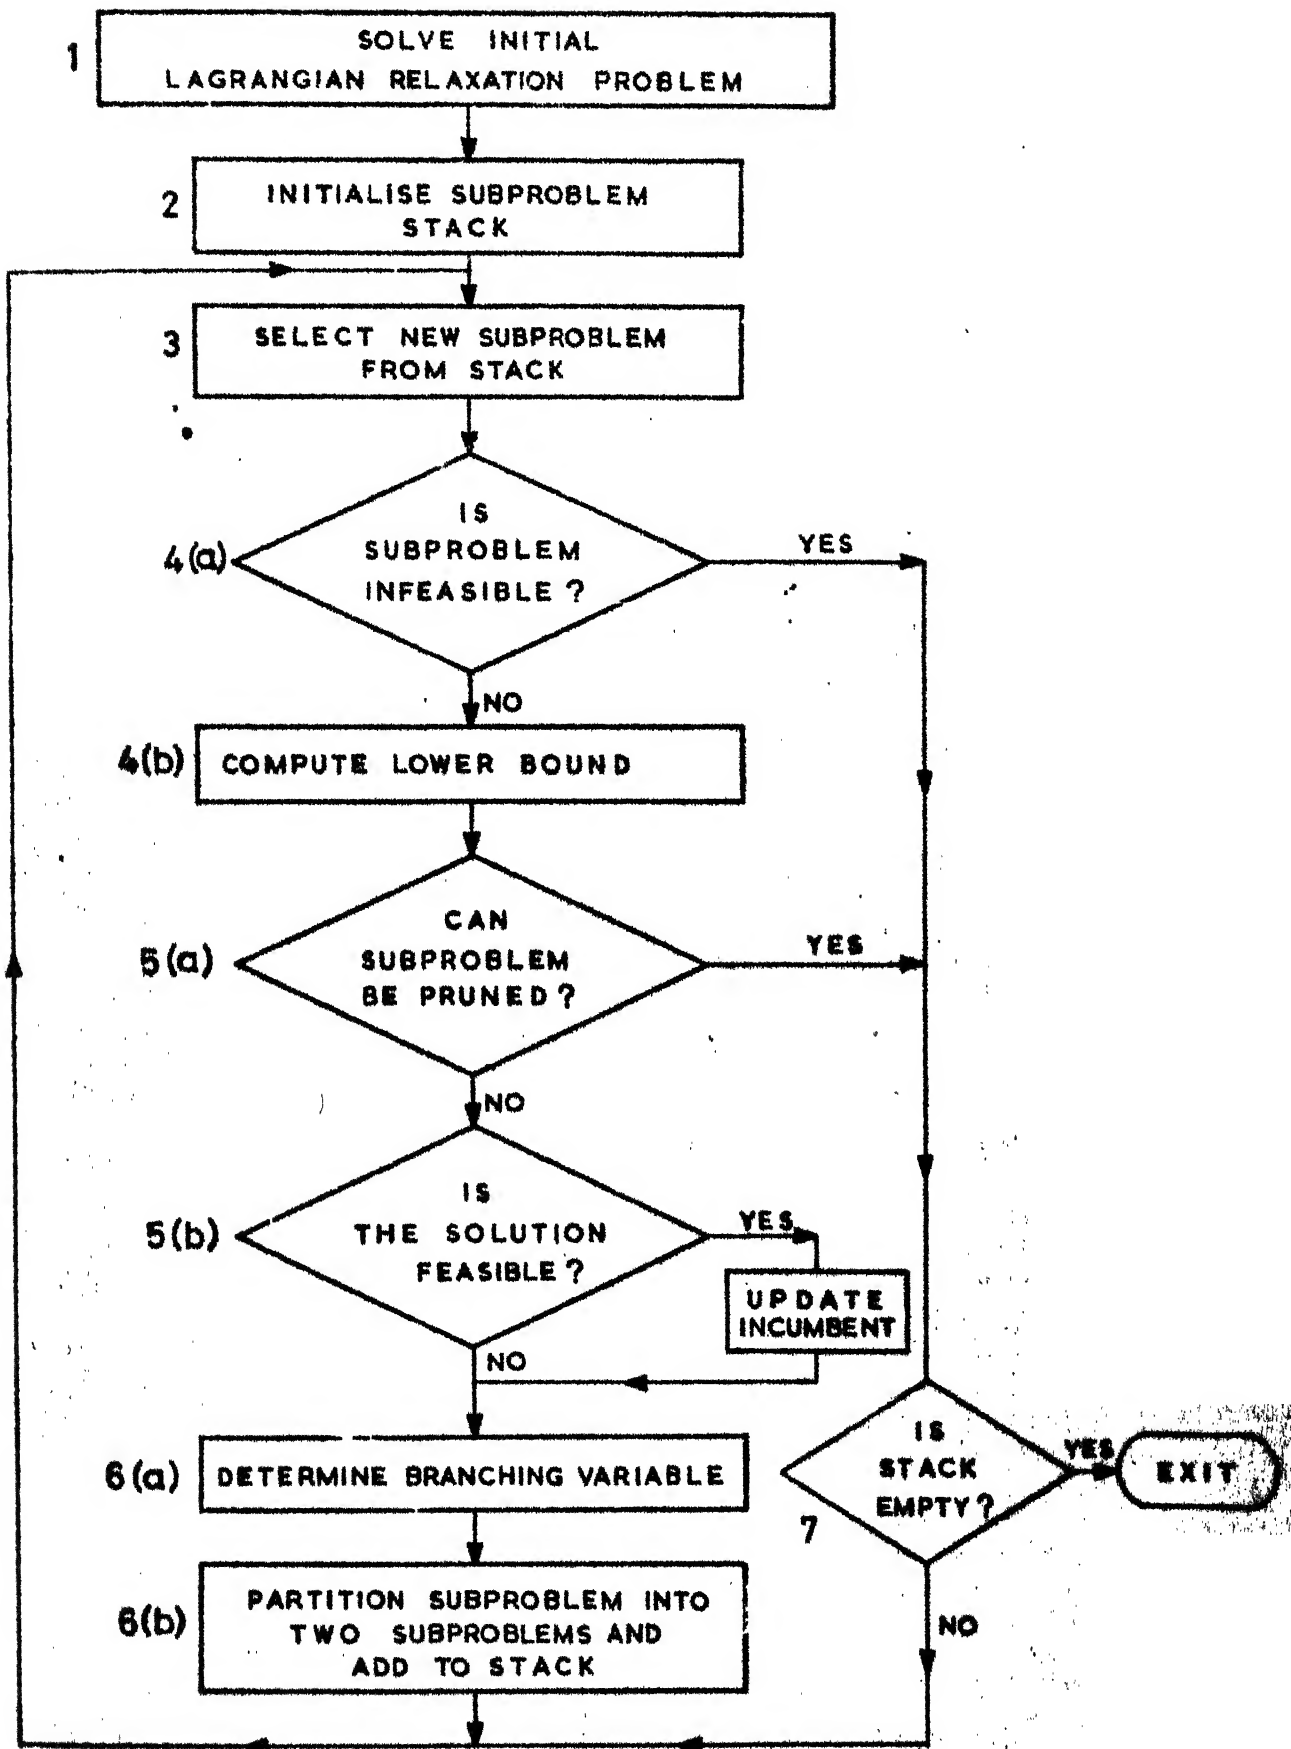 1
SOLVE INITIAL
LAGRANGIAN RELAXATION PROBLEM
2
INITIALISE SUBPROBLEM
STACK
3
SELECT NEW SUBPROBLEM
FROM STACK
4(a)
IS
SUBPROBLEM
INFEASIBLE?
YES
NO
4(b)
COMPUTE LOWER BOUND
5(a)
CAN
SUBPROBLEM
BE PRUNED?
YES
NO
5(b)
IS
THE SOLUTION
FEASIBLE?
YES
UPDATE
INCUMBENT
NO
6(a)
DETERMINE BRANCHING VARIABLE
7
IS
STACK
EMPTY?
YES
EXIT
6(b)
PARTITION SUBPROBLEM INTO
TWO SUBPROBLEMS AND
ADD TO STACK
NO